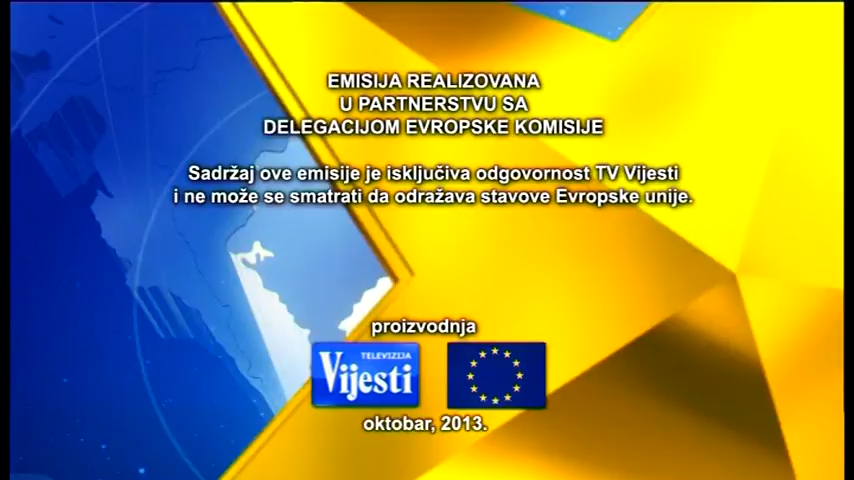 EMISIJA REALIZOVANA
U PARTNERSTVU SA
DELEGACIJOM EVROPSKE KOMISIJE
Sadržaj ove emisije je isključiva odgovornost TV Vijesti
i ne može se smatrati da odražava stavove Evropske unije.
proizvodnja
TELEVIZIJA
Vijesti
oktobar, 2013.